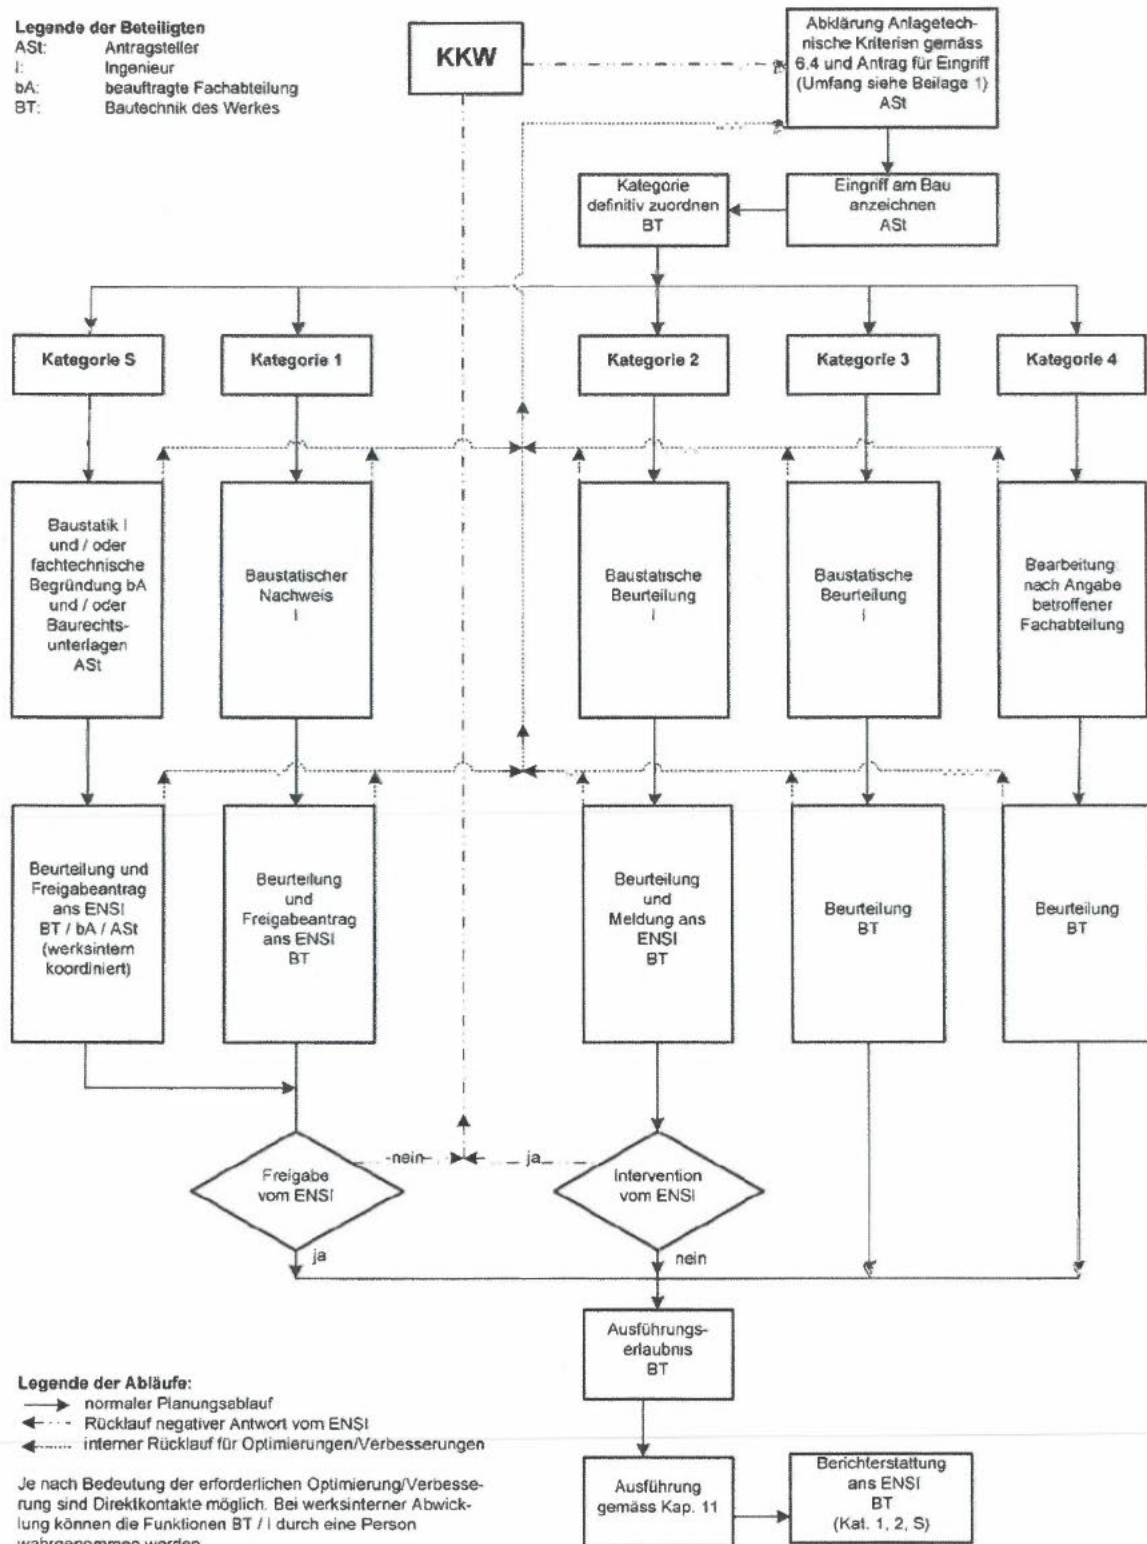 Legende der Beteiligten
ASt: Antragsteller
I: Ingenieur
bA: beauftragte Fachabteilung
BT: Bautechnik des Werkes
KKW
Abklärung Anlagetech-
nische Kriterien gemäss
6.4 und Antrag für Eingriff
(Umfang siehe Beilage 1)
ASt
Kategorie
definitiv zuordnen
BT
Eingriff am Bau
anzeichnen
ASt
Kategorie S
Kategorie 1
Kategorie 2
Kategorie 3
Kategorie 4
Baustatik I
und / oder
fachtechnische
Begründung bA
und / oder
Baurechts-
unterlagen
ASt
Baustatischer
Nachweis
I
Baustatische
Beurteilung
I
Baustatische
Beurteilung
I
Bearbeitung
nach Angabe
betroffener
Fachabteilung
Beurteilung und
Freigabeantrag
ans ENSI
BT / bA / ASt
(werksintern
koordiniert)
Beurteilung
und
Freigabeantrag
ans ENSI
BT
Beurteilung
und
Meldung ans
ENSI
BT
Beurteilung
BT
Beurteilung
BT
nein
ja
Freigabe
vom ENSI
Intervention
vom ENSI
ja
nein
Ausführungs-
erlaubnis
BT
Legende der Abläufe:
normaler Planungsablauf
Rücklauf negativer Antwort vom ENSI
interner Rücklauf für Optimierungen/Verbesserungen
Je nach Bedeutung der erforderlichen Optimierung/Verbesse-
rung sind Direktkontakte möglich. Bei werksinterner Abwick-
lung können die Funktionen BT / I durch eine Person
wahrgenommen werden
Ausführung
gemäss Kap. 11
Berichterstattung
ans ENSI
BT
(Kat. 1, 2, S)